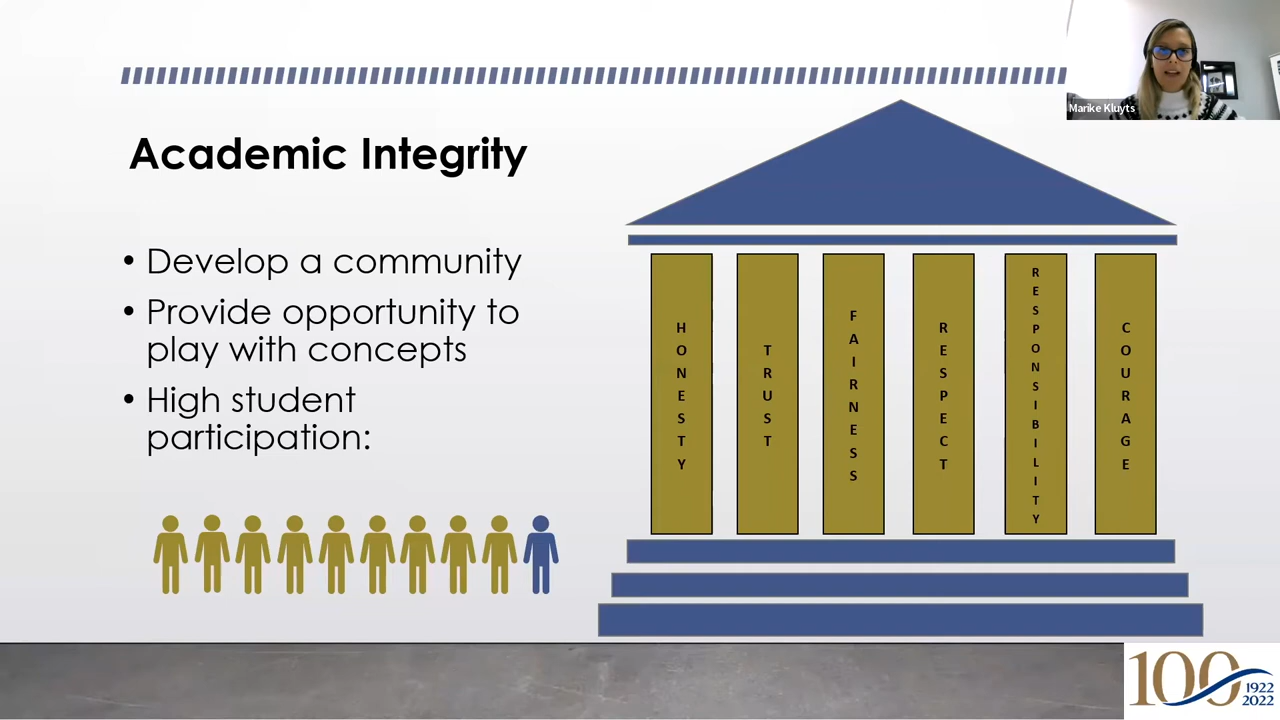 Marike Kluyts
Academic Integrity
• Develop a community
• Provide opportunity to
play with concepts
• High student
participation:
HONESTY
TRUST
FAIRNESS
RESPECT
RESPONSIBILITY
COURAGE
100
1922
2022